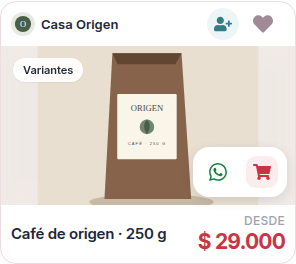 O Casa Origen
Variantes
ORIGEN
CAFÉ · 250 G
DESDE
Café de origen · 250 g
$ 29.000